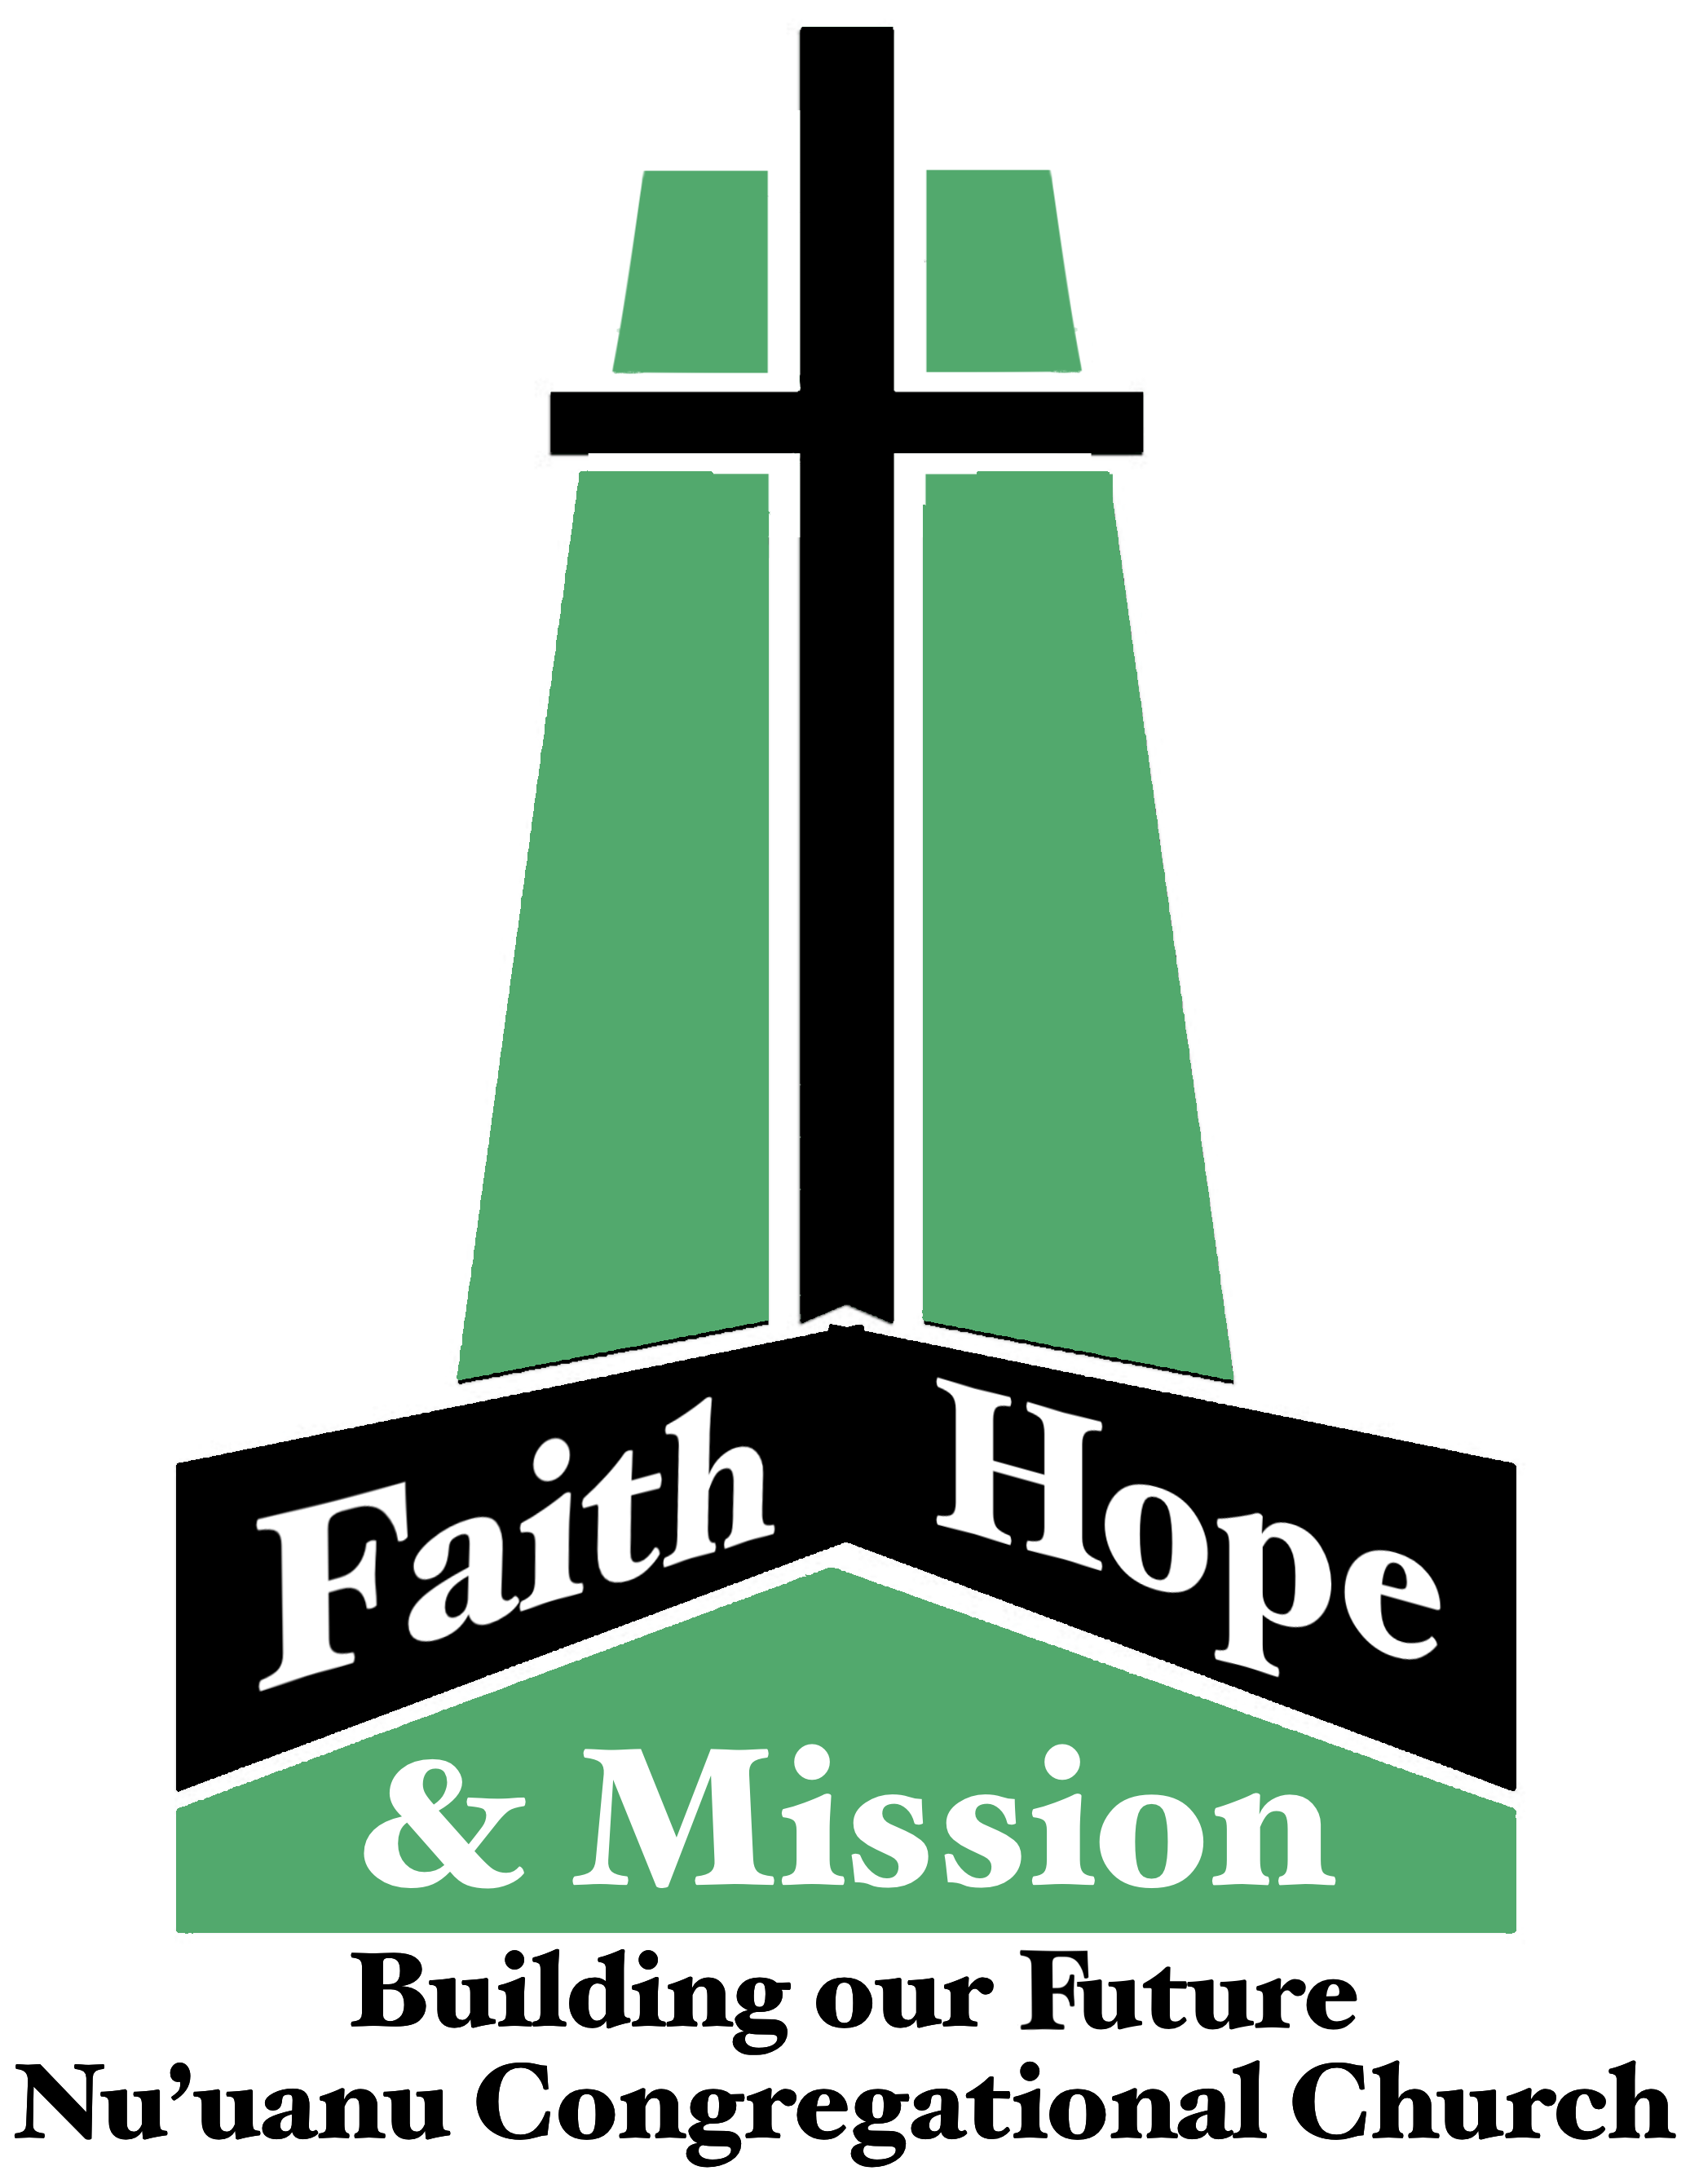 Faith Hope
& Mission
Building our Future
Nu’uanu Congregational Church